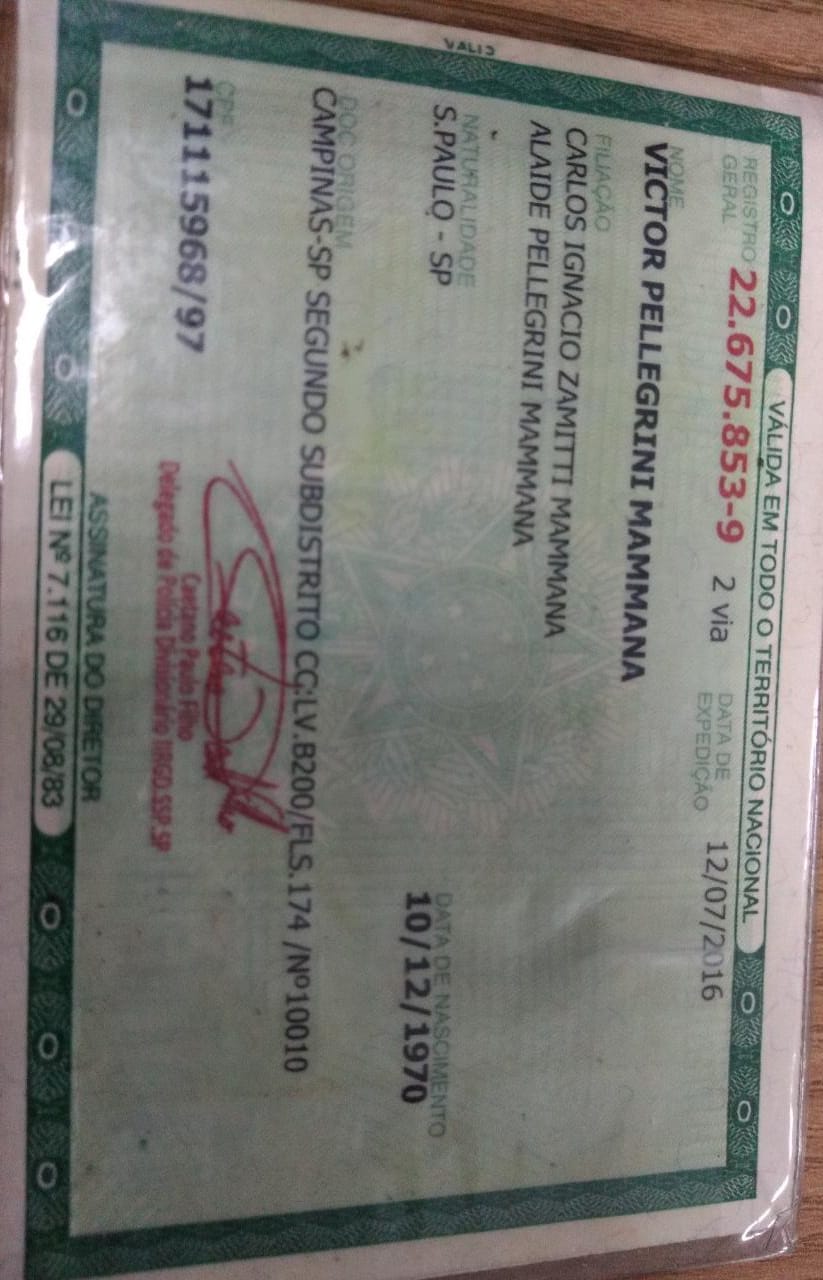 VALID
VÁLIDA EM TODO O TERRITÓRIO NACIONAL
REGISTRO GERAL 22.675.853-9 2 via DATA DE EXPEDIÇÃO 12/07/2016
NOME
VICTOR PELLEGRINI MAMMANA
FILIAÇÃO
CARLOS IGNACIO ZAMITTI MAMMANA
ALAIDE PELLEGRINI MAMMANA
NATURALIDADE DATA DE NASCIMENTO
S.PAULO - SP 10/12/1970
DOC ORIGEM
CAMPINAS-SP SEGUNDO SUBDISTRITO CC:LV.B200/FLS.174 /Nº10010
CPF
171115968/97
Caetano Paulo Filho
Delegado de Polícia Divisionário IIRGD.SSP.SP
ASSINATURA DO DIRETOR
LEI Nº 7.116 DE 29/08/83